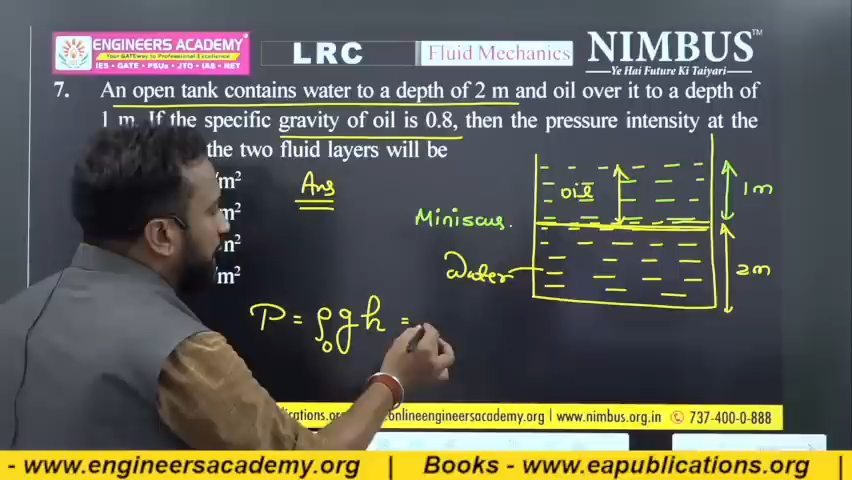 ENGINEERS ACADEMY
Your GATEway to Professional Excellence
IES • GATE • PSUs • JTO • IAS • NET
LRC
Fluid Mechanics
NIMBUS™
Ye Hai Future Ki Taiyari
7. An open tank contains water to a depth of 2 m and oil over it to a depth of
1 m. If the specific gravity of oil is 0.8, then the pressure intensity at the
the two fluid layers will be
/m²
Ans
m²
n²
/m²
oil
1m
Miniscus.
Water
2m
P = ρ₀gh =
onlineengineersacademy.org | www.nimbus.org.in 737-400-0-888
- www.engineersacademy.org | Books - www.eapublications.org